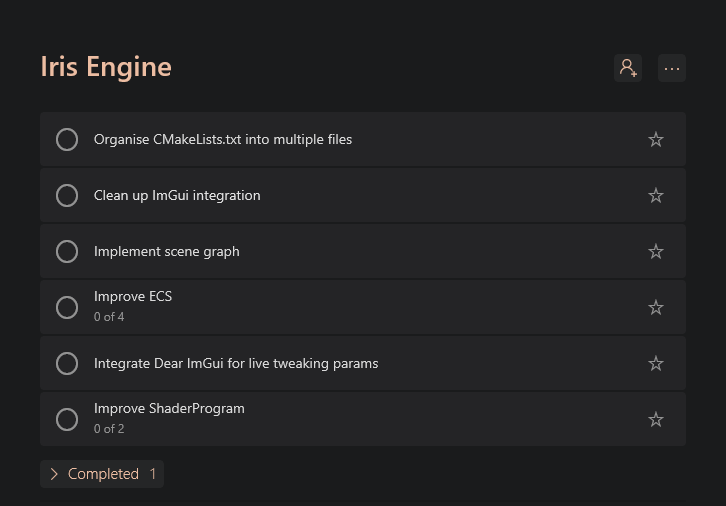 Iris Engine
Organise CMakeLists.txt into multiple files
Clean up ImGui integration
Implement scene graph
Improve ECS
0 of 4
Integrate Dear ImGui for live tweaking params
Improve ShaderProgram
0 of 2
Completed 1